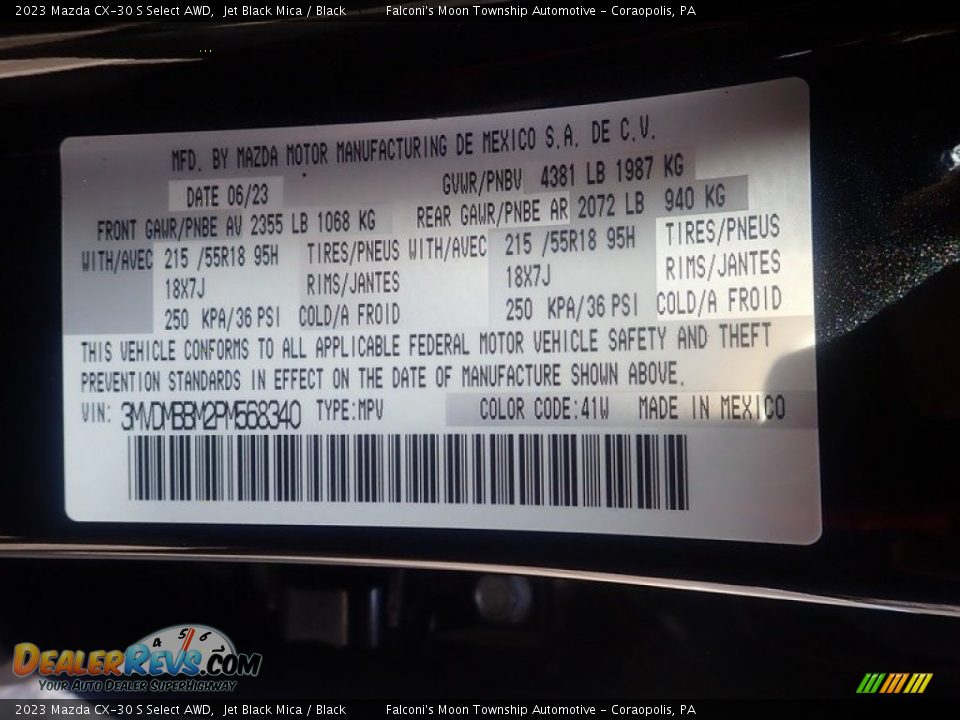 2023 Mazda CX-30 S Select AWD,  Jet Black Mica / Black        Falconi's Moon Township Automotive - Coraopolis, PA
MFD. BY MAZDA MOTOR MANUFACTURING DE MEXICO S.A. DE C.V.
DATE 06/23    GVWR/PNBV  4381 LB 1987 KG
FRONT GAWR/PNBE AV 2355 LB 1068 KG    REAR GAWR/PNBE AR 2072 LB  940 KG
WITH/AVEC  215 /55R18 95H  TIRES/PNEUS WITH/AVEC  215 /55R18 95H  TIRES/PNEUS
18X7J  RIMS/JANTES  18X7J  RIMS/JANTES
250  KPA/36 PSI  COLD/A FROID  250  KPA/36 PSI  COLD/A FROID
THIS VEHICLE CONFORMS TO ALL APPLICABLE FEDERAL MOTOR VEHICLE SAFETY AND THEFT
PREVENTION STANDARDS IN EFFECT ON THE DATE OF MANUFACTURE SHOWN ABOVE.
VIN: 3MVDMBBM2PM568340  TYPE:MPV  COLOR CODE:41W  MADE IN MEXICO
4 5 6
DEALERREVS.COM
Your Auto Dealer SuperHighway
2023 Mazda CX-30 S Select AWD,  Jet Black Mica / Black        Falconi's Moon Township Automotive - Coraopolis, PA